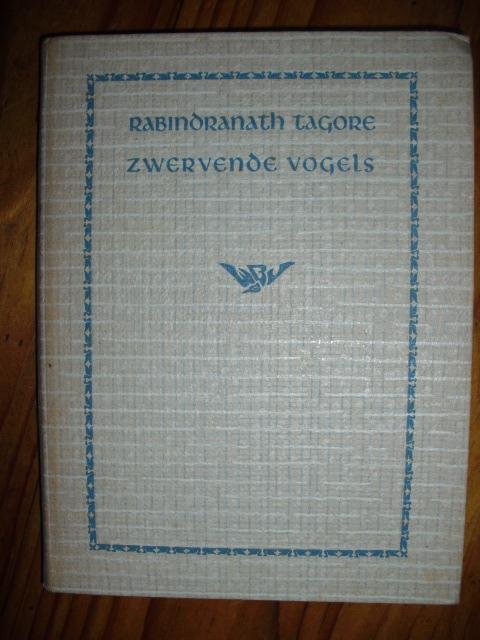 RABINDRANATH TAGORE
ZWERVENDE VOGELS